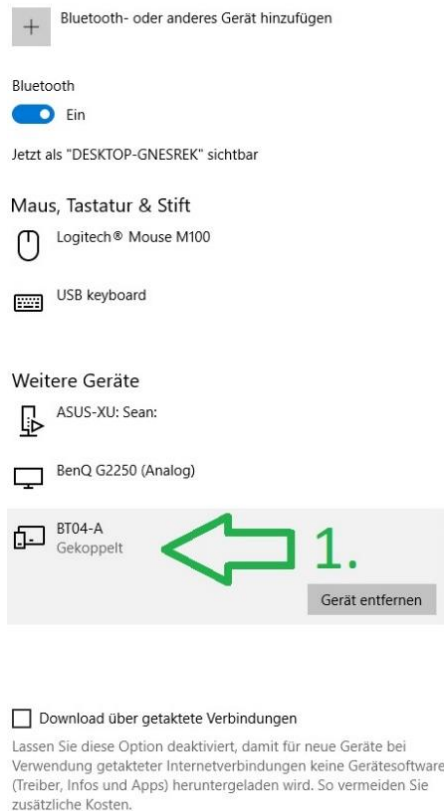 Bluetooth- oder anderes Gerät hinzufügen
Bluetooth
Ein
Jetzt als "DESKTOP-GNESREK" sichtbar
Maus, Tastatur & Stift
Logitech® Mouse M100
USB keyboard
Weitere Geräte
ASUS-XU: Sean:
BenQ G2250 (Analog)
BT04-A
Gekoppelt
1.
Gerät entfernen
Download über getaktete Verbindungen
Lassen Sie diese Option deaktiviert, damit für neue Geräte bei
Verwendung getakteter Internetverbindungen keine Gerätesoftware
(Treiber, Infos und Apps) heruntergeladen wird. So vermeiden Sie
zusätzliche Kosten.